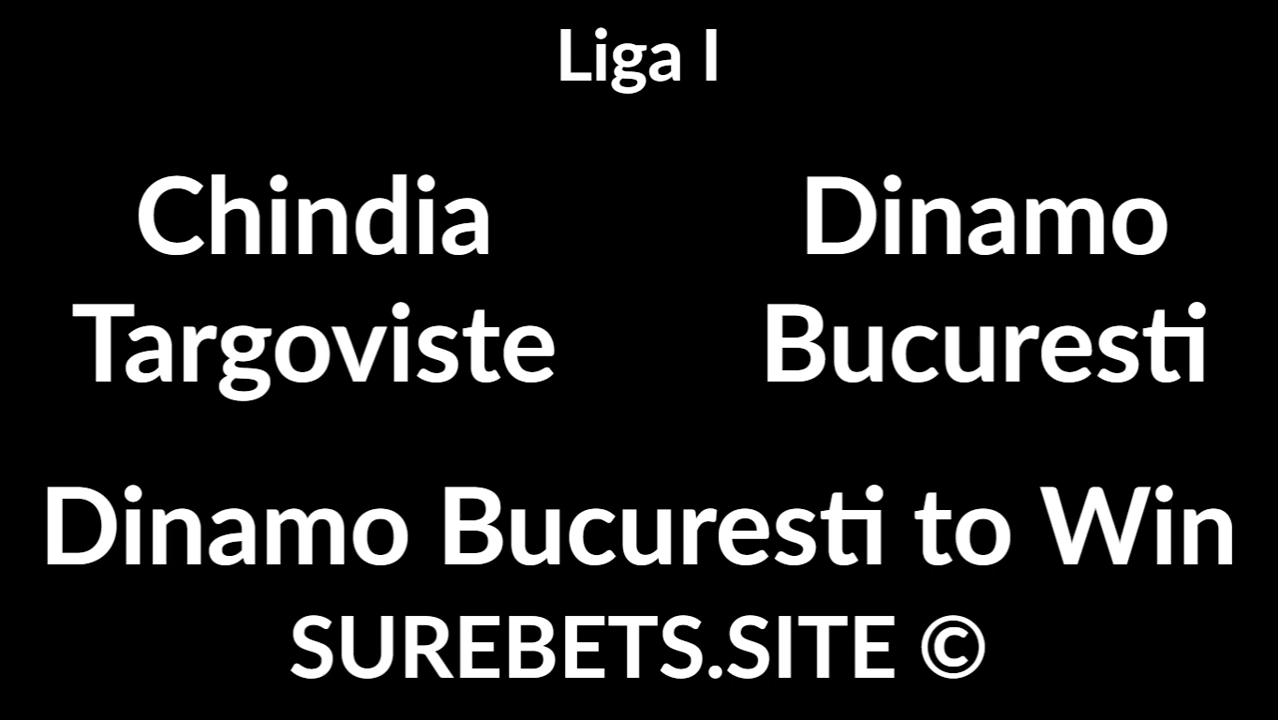 Liga I
Chindia
Targoviste
Dinamo
Bucuresti
Dinamo Bucuresti to Win
SUREBETS.SITE ©